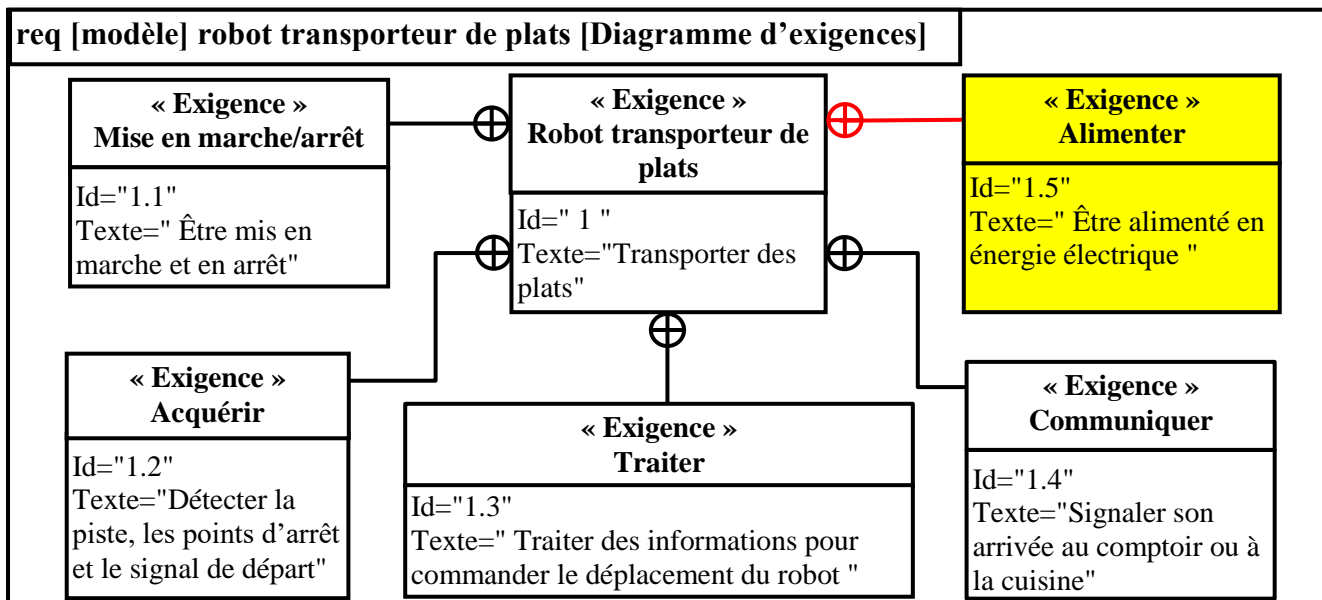 req [modèle] robot transporteur de plats [Diagramme d’exigences]
« Exigence »
Mise en marche/arrêt
Id="1.1"
Texte=" Être mis en
marche et en arrêt"
« Exigence »
Robot transporteur de
plats
Id=" 1 "
Texte="Transporter des
plats"
« Exigence »
Alimenter
Id="1.5"
Texte=" Être alimenté en
énergie électrique "
« Exigence »
Acquérir
Id="1.2"
Texte="Détecter la
piste, les points d’arrêt
et le signal de départ"
« Exigence »
Traiter
Id="1.3"
Texte=" Traiter des informations pour
commander le déplacement du robot "
« Exigence »
Communiquer
Id="1.4"
Texte="Signaler son
arrivée au comptoir ou à
la cuisine"